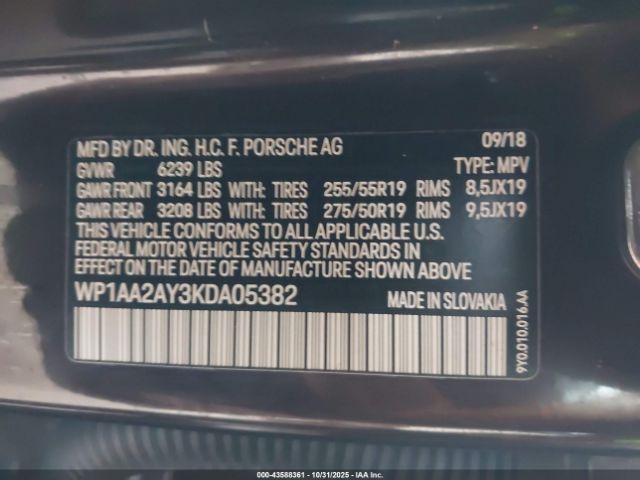 MFD BY DR. ING. H.C. F. PORSCHE AG 09/18
GVWR 6239 LBS TYPE: MPV
GAWR FRONT 3164 LBS WITH: TIRES 255/55R19 RIMS 8,5JX19
GAWR REAR 3208 LBS WITH: TIRES 275/50R19 RIMS 9,5JX19
THIS VEHICLE CONFORMS TO ALL APPLICABLE U.S.
FEDERAL MOTOR VEHICLE SAFETY STANDARDS IN
EFFECT ON THE DATE OF MANUFACTURE SHOWN ABOVE
WP1AA2AY3KDA05382 MADE IN SLOVAKIA
9Y0.010.016.AA
000-43588361 - 10/31/2025 - IAA Inc.